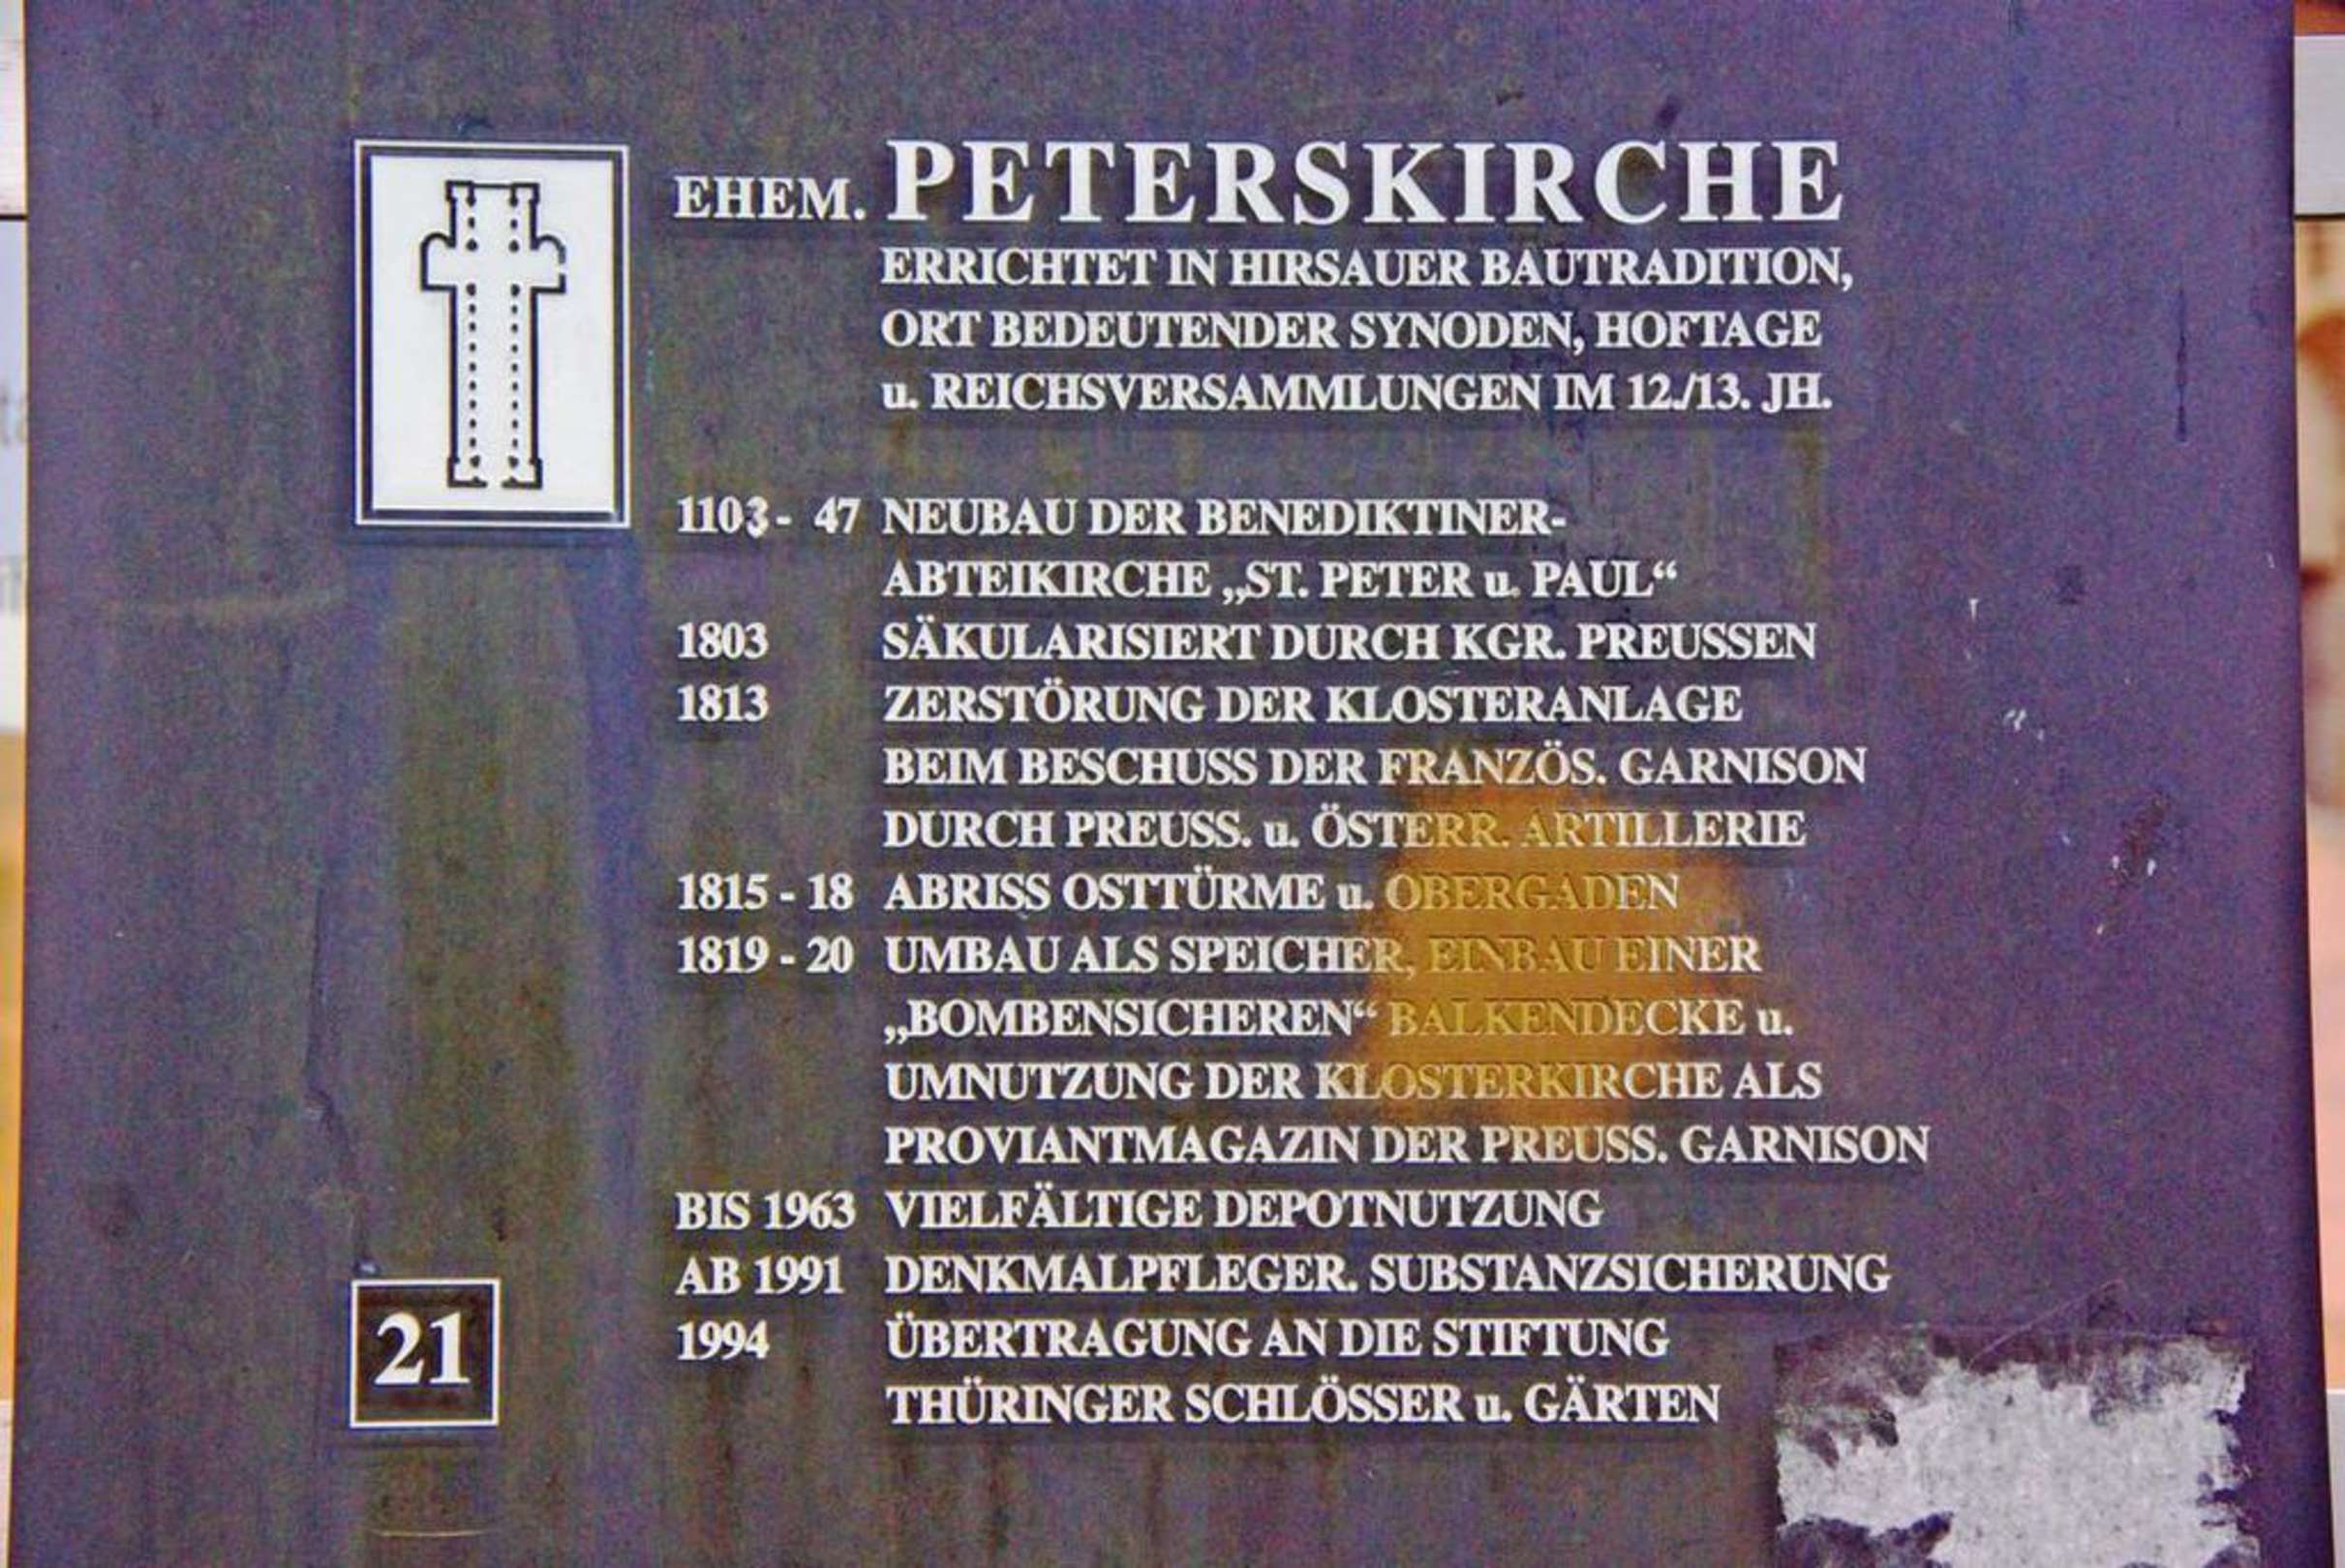 EHEM. PETERSKIRCHE
ERRICHTET IN HIRSAUER BAUTRADITION,
ORT BEDEUTENDER SYNODEN, HOFTAGE
u. REICHSVERSAMMLUNGEN IM 12./13. JH.
1103 - 47 NEUBAU DER BENEDIKTINER-
ABTEIKIRCHE „ST. PETER u. PAUL“
1803 SÄKULARISIERT DURCH KGR. PREUSSEN
1813 ZERSTÖRUNG DER KLOSTERANLAGE
BEIM BESCHUSS DER FRANZÖS. GARNISON
DURCH PREUSS. u. ÖSTERR. ARTILLERIE
1815 - 18 ABRISS OSTTÜRME u. OBERGADEN
1819 - 20 UMBAU ALS SPEICHER, EINBAU EINER
„BOMBENSICHEREN“ BALKENDECKE u.
UMNUTZUNG DER KLOSTERKIRCHE ALS
PROVIANTMAGAZIN DER PREUSS. GARNISON
BIS 1963 VIELFÄLTIGE DEPOTNUTZUNG
AB 1991 DENKMALPFLEGER. SUBSTANZSICHERUNG
1994 ÜBERTRAGUNG AN DIE STIFTUNG
THÜRINGER SCHLÖSSER u. GÄRTEN
21